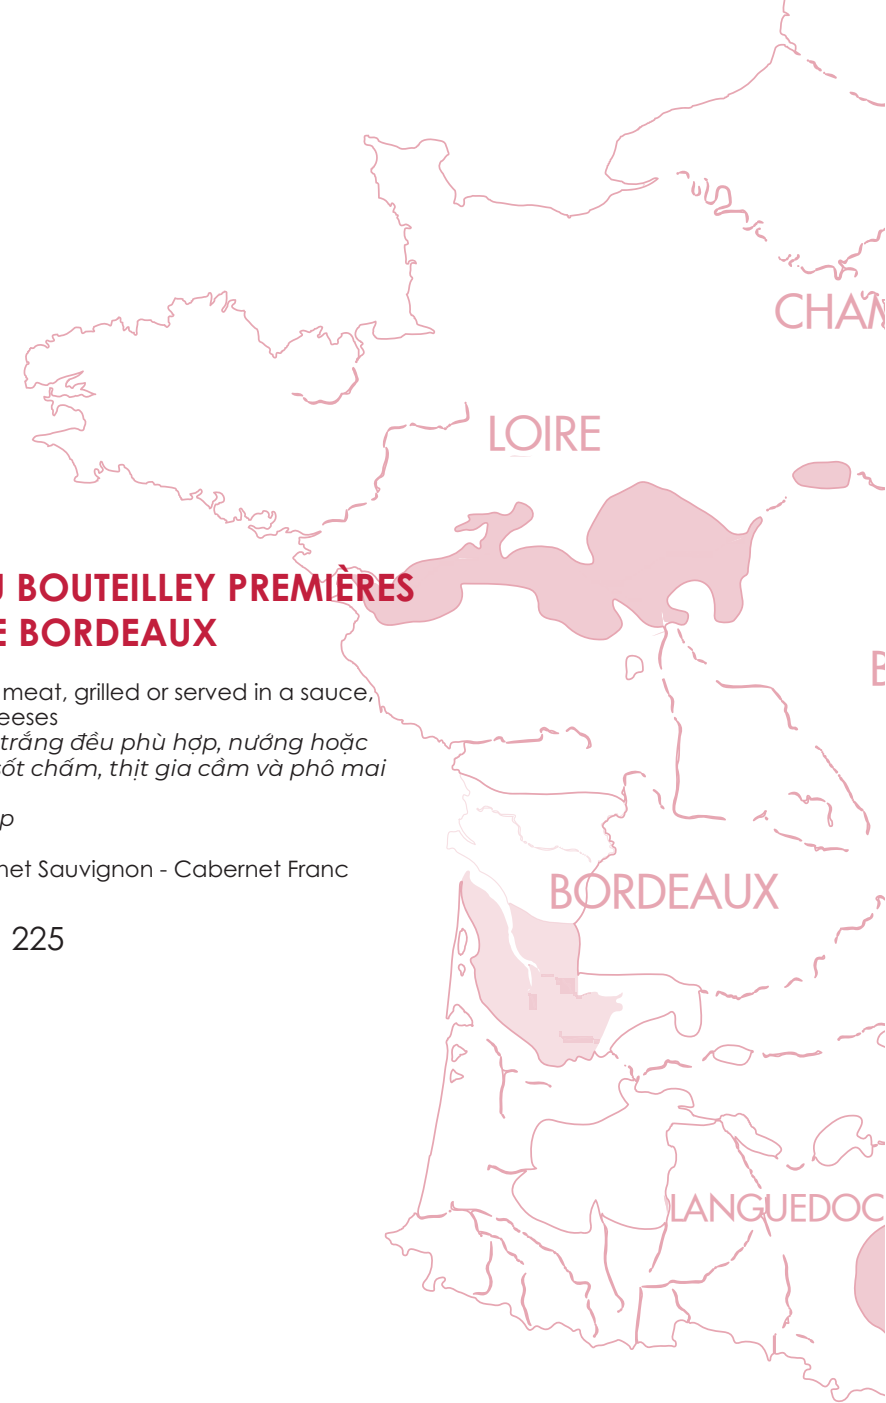 CHAM
LOIRE
U BOUTEILLEY PREMIÈRES
E BORDEAUX
meat, grilled or served in a sauce,
eeses
trắng đều phù hợp, nướng hoặc
sốt chấm, thịt gia cầm và phô mai
p
net Sauvignon - Cabernet Franc
225
B
BORDEAUX
LANGUEDOC